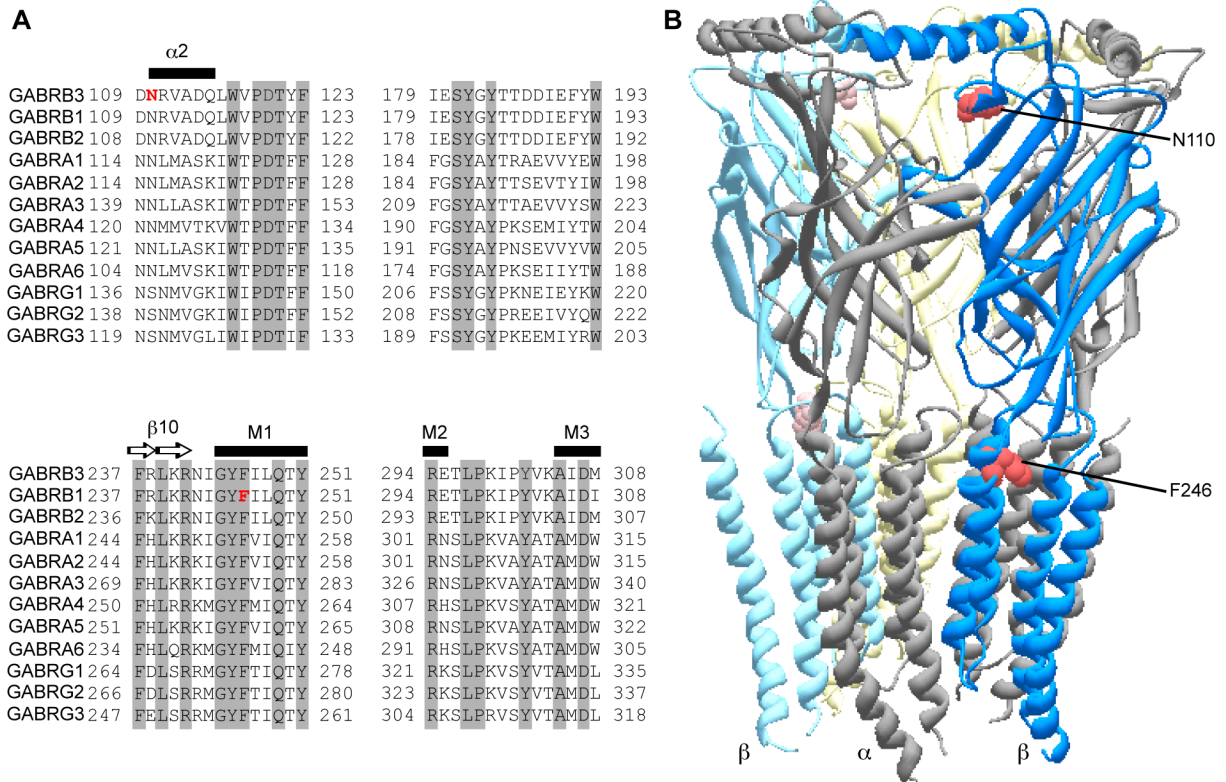 A
B
α2
GABRB3 109 DNRVADQLWVPDTYF 123 179 IESYGYTTDDIEFYW 193
GABRB1 109 DNRVADQLWVPDTYF 123 179 IESYGYTTDDIEFYW 193
GABRB2 108 DNRVADQLWVPDTYF 122 178 IESYGYTTDDIEFYW 192
GABRA1 114 NNLMASKIWTPDTFF 128 184 FGSYAYTRAEVVYEW 198
GABRA2 114 NNLMASKIWTPDTFF 128 184 FGSYAYTTSEVTYIW 198
GABRA3 139 NNLLASKIWTPDTFF 153 209 FGSYAYTTAEVVYSW 223
GABRA4 120 NNMMVTKVWTPDTFF 134 190 FGSYAYPKSEMIYTW 204
GABRA5 121 NNLLASKIWTPDTFF 135 191 FGSYAYPNSEVVYVW 205
GABRA6 104 NNLMVSKIWTPDTFF 118 174 FGSYAYPKSEIIYTW 188
GABRG1 136 NSNMVGKIWIPDTFF 150 206 FSSYGYPKNEIEYKW 220
GABRG2 138 NSNMVGLIWIPDTFF 152 208 FSSYGYPREEIVYQW 222
GABRG3 119 NSNMVGLIWIPDTIF 133 189 FSSYGYPKEEMIYRW 203
β10 M1 M2 M3
GABRB3 237 FRLKRNIGYFILQTY 251 294 RETLPKIPYVKAIDM 308
GABRB1 237 FRLKRNIGYFILQTY 251 294 RETLPKIPYVKAIDI 308
GABRB2 236 FKLKRNIGYFILQTY 250 293 RETLPKIPYVKAIDM 307
GABRA1 244 FHLKRKIGYFVIQTY 258 301 RNSLPKVAYATAMDW 315
GABRA2 244 FHLKRKIGYFVIQTY 258 301 RNSLPKVAYATAMDW 315
GABRA3 269 FHLKRKIGYFVIQTY 283 326 RNSLPKVAYATAMDW 340
GABRA4 250 FHLRRKMGYFMIQTY 264 307 RHSLPKVSYATAMDW 321
GABRA5 251 FHLKRKIGYFVIQTY 265 308 RNSLPKVAYATAMDW 322
GABRA6 234 FHLQRKMGYFMIQIY 248 291 RHSLPKVSYATAMDW 305
GABRG1 264 FDLSRRMGYFTIQTY 278 321 RKSLPKVSYVTAMDL 335
GABRG2 266 FDLSRRMGYFTIQTY 280 323 RKSLPKVSYVTAMDL 337
GABRG3 247 FELSRRMGYFTIQTY 261 304 RKSLPRVSYVTAMDL 318
N110
F246
β α β